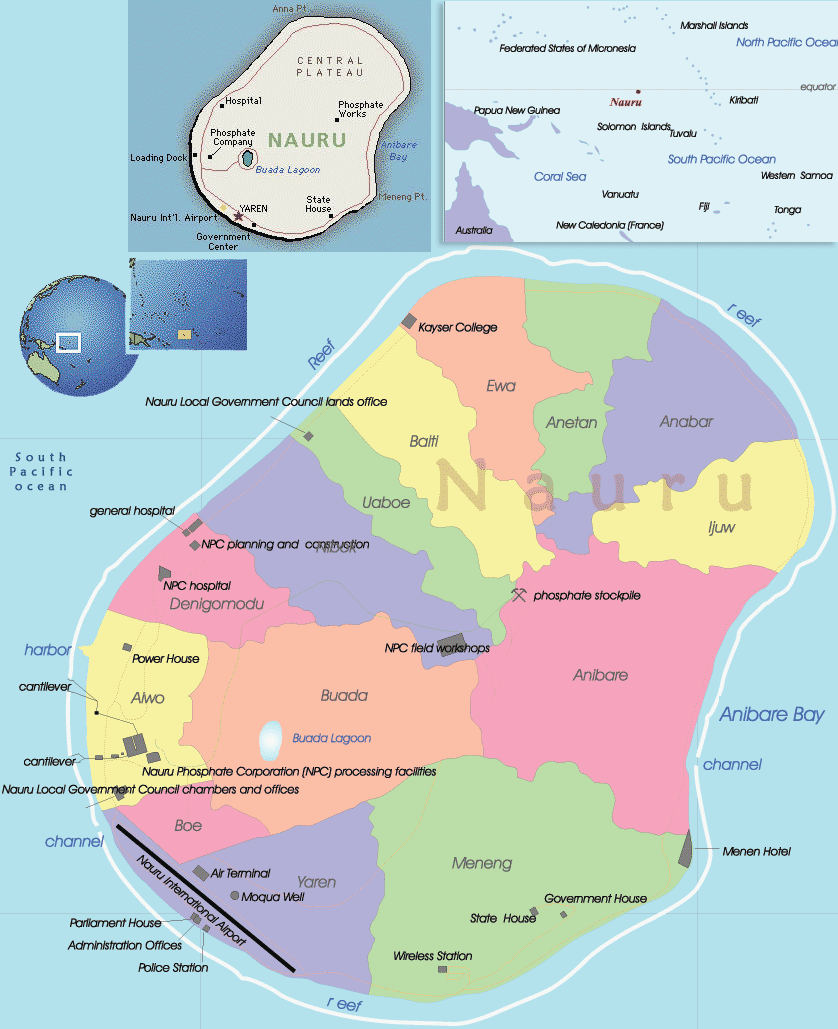 Anna Pt.
CENTRAL
PLATEAU
Hospital
Phosphate
Works
Phosphate
Company
NAURU
Anibare
Bay
Loading Dock
Buada Lagoon
Meneng Pt.
State
House
YAREN
Nauru Int'l. Airport
Government
Center
Marshall Islands
Federated States of Micronesia
North Pacific Ocean
equator
Nauru
Kiribati
Papua New Guinea
Solomon Islands
Tuvalu
South Pacific Ocean
Coral Sea
Western Samoa
Vanuatu
Fiji
Tonga
New Caledonia (France)
Australia
reef
Reef
Kayser College
Ewa
Nauru Local Government Council lands office
Anetan
Anabar
Baiti
South
Pacific
ocean
Nauru
Uaboe
general hospital
Ijuw
NPC planning and construction
Nibok
NPC hospital
Denigomodu
phosphate stockpile
harbor
Power House
NPC field workshops
Anibare
cantilever
Aiwo
Buada
Anibare Bay
Buada Lagoon
cantilever
channel
Nauru Phosphate Corporation (NPC) processing facilities
Nauru Local Government Council chambers and offices
Boe
channel
Menen Hotel
Meneng
Air Terminal
Yaren
Moqua Well
Nauru International Airport
Government House
State House
Parliament House
Administration Offices
Wireless Station
Police Station
reef